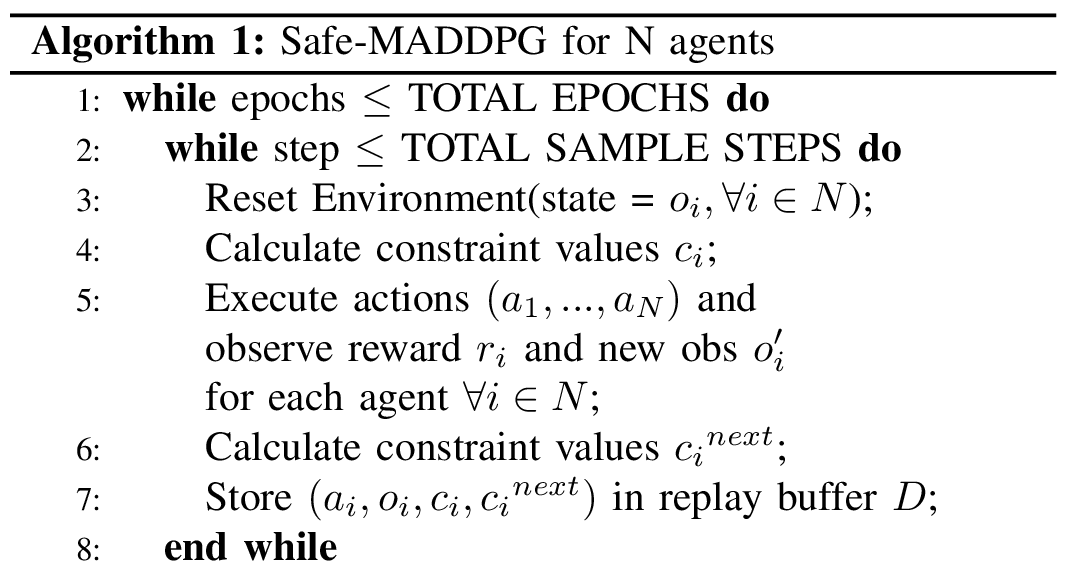 Algorithm 1: Safe-MADDPG for N agents
1: while epochs ≤ TOTAL EPOCHS do
2: while step ≤ TOTAL SAMPLE STEPS do
3: Reset Environment(state = o_i, ∀i ∈ N);
4: Calculate constraint values c_i;
5: Execute actions (a_1, ..., a_N) and
observe reward r_i and new obs o'_i
for each agent ∀i ∈ N;
6: Calculate constraint values c_i^{next};
7: Store (a_i, o_i, c_i, c_i^{next}) in replay buffer D;
8: end while